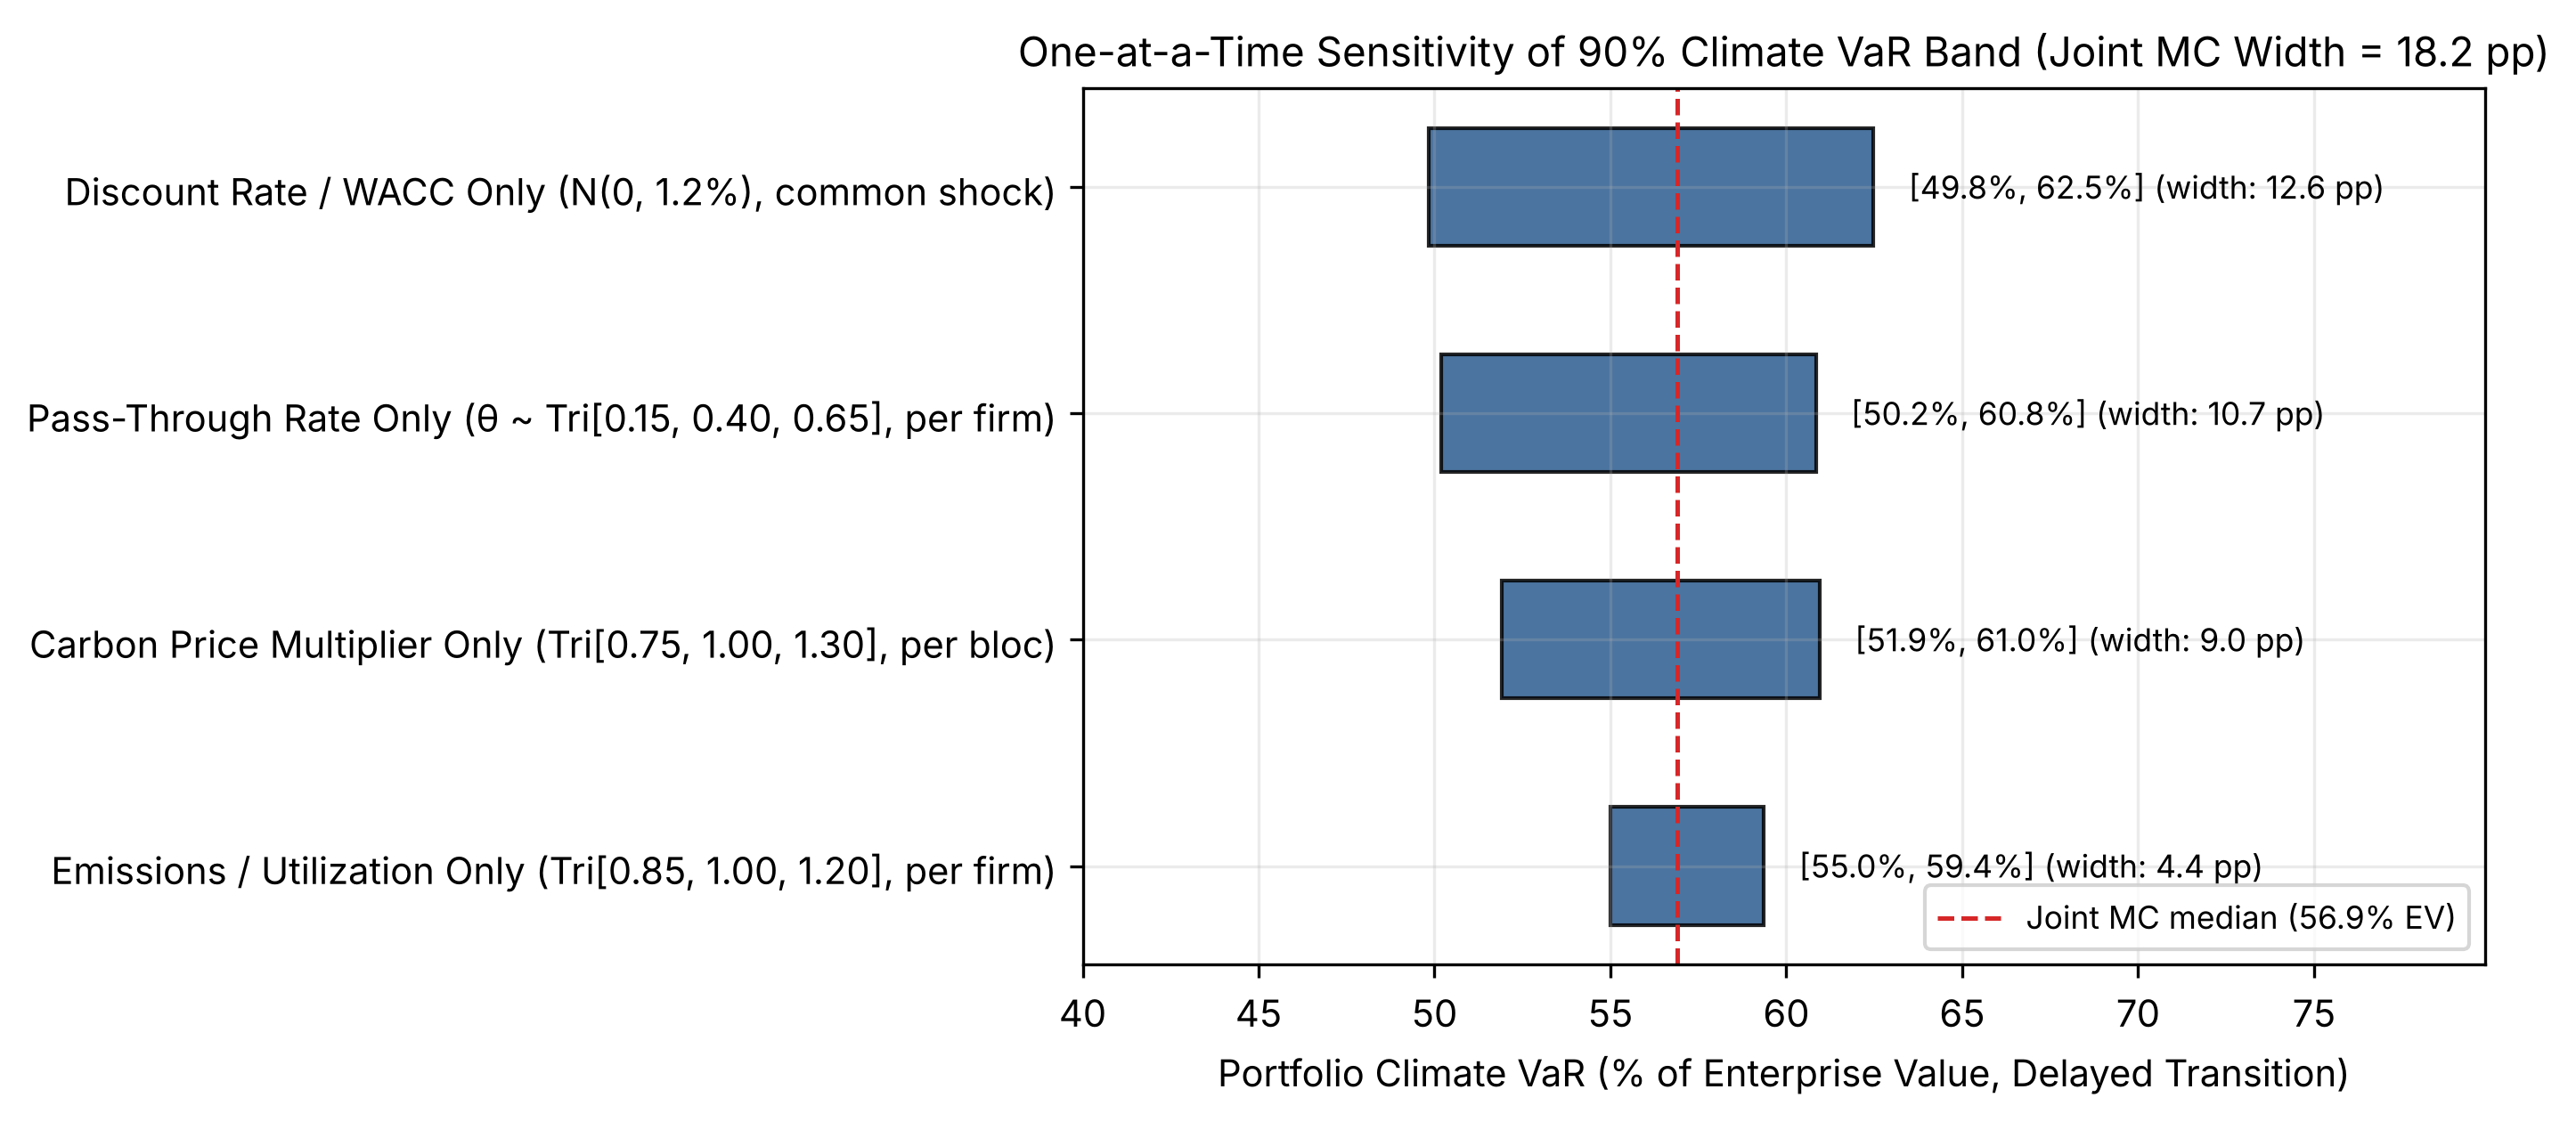 One-at-a-Time Sensitivity of 90% Climate VaR Band (Joint MC Width = 18.2 pp)
Discount Rate / WACC Only (N(0, 1.2%), common shock)
[49.8%, 62.5%] (width: 12.6 pp)
Pass-Through Rate Only (θ ~ Tri[0.15, 0.40, 0.65], per firm)
[50.2%, 60.8%] (width: 10.7 pp)
Carbon Price Multiplier Only (Tri[0.75, 1.00, 1.30], per bloc)
[51.9%, 61.0%] (width: 9.0 pp)
Emissions / Utilization Only (Tri[0.85, 1.00, 1.20], per firm)
[55.0%, 59.4%] (width: 4.4 pp)
Joint MC median (56.9% EV)
40 45 50 55 60 65 70 75
Portfolio Climate VaR (% of Enterprise Value, Delayed Transition)